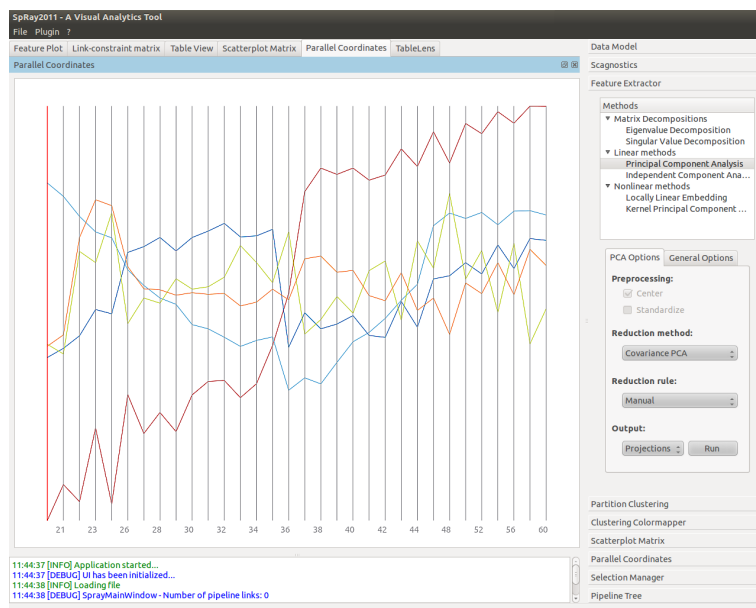 SpRay2011 - A Visual Analytics Tool
File Plugin ?
Feature Plot Link-constraint matrix Table View Scatterplot Matrix Parallel Coordinates TableLens
Parallel Coordinates
21 23 26 28 30 32 34 36 38 40 42 44 48 52 56 60
11:44:37 [INFO] Application started...
11:44:37 [DEBUG] UI has been initialized...
11:44:38 [INFO] Loading file
11:44:38 [DEBUG] SprayMainWindow - Number of pipeline links: 0
Data Model
Scagnostics
Feature Extractor
Methods
Matrix Decompositions
Eigenvalue Decomposition
Singular Value Decomposition
Linear methods
Principal Component Analysis
Independent Component Ana...
Nonlinear methods
Locally Linear Embedding
Kernel Principal Component ...
PCA Options General Options
Preprocessing:
Center
Standardize
Reduction method:
Covariance PCA
Reduction rule:
Manual
Output:
Projections Run
Partition Clustering
Clustering Colormapper
Scatterplot Matrix
Parallel Coordinates
Selection Manager
Pipeline Tree